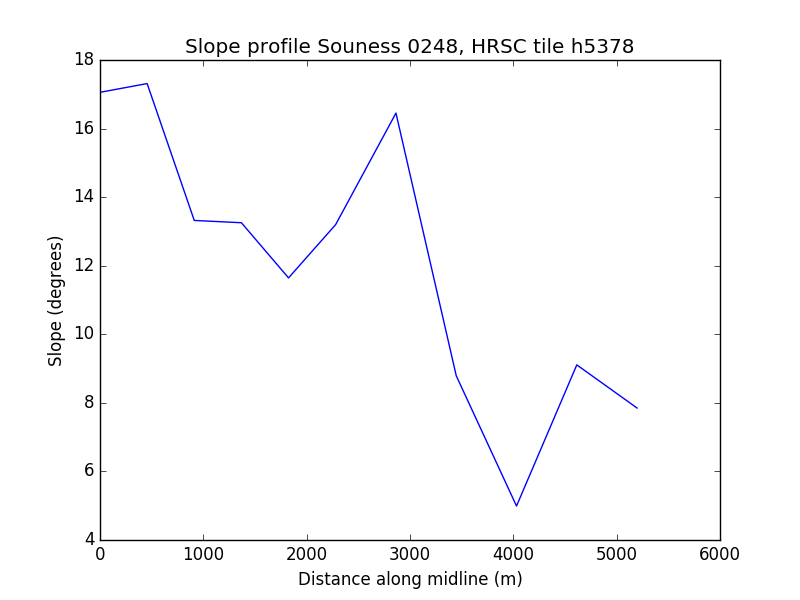 Slope profile Souness 0248, HRSC tile h5378
18
16
14
12
10
8
6
4
Slope (degrees)
0 1000 2000 3000 4000 5000 6000
Distance along midline (m)